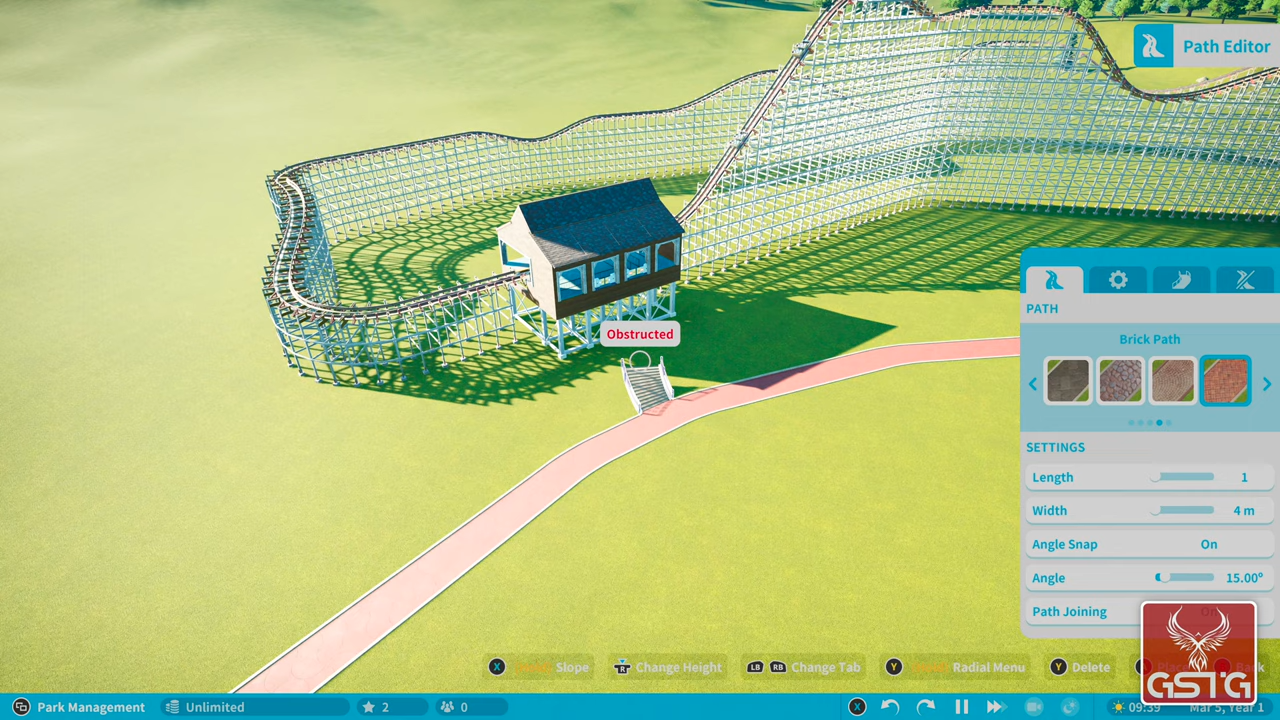 Path Editor
Obstructed
PATH
Brick Path
SETTINGS
Length 1
Width 4 m
Angle Snap On
Angle 15.00°
Path Joining On
X Slope
R Change Height
LB RB Change Tab
Y Radial Menu
Y Delete
Back
GSTG
Park Management
Unlimited
2
0
X
09:39
Mar 5, Year 1